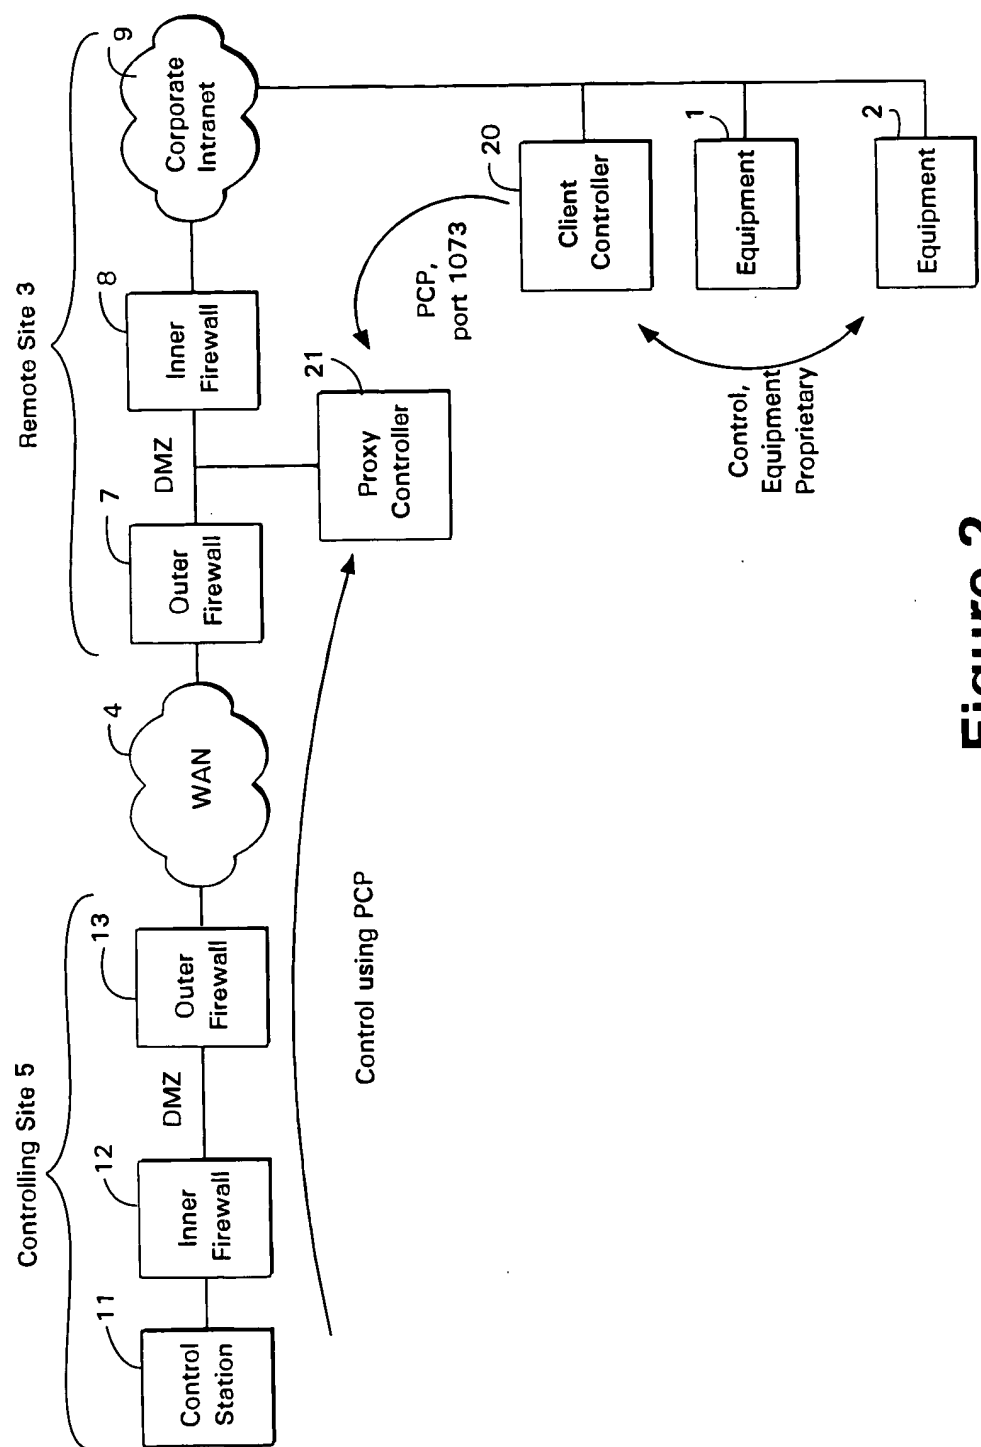 Controlling Site 5
Remote Site 3
11
Control
Station
12
Inner
Firewall
DMZ
13
Outer
Firewall
4
WAN
7
Outer
Firewall
DMZ
8
Inner
Firewall
9
Corporate
Intranet
Control using PCP
21
Proxy
Controller
PCP,
port 1073
20
Client
Controller
1
Equipment
2
Equipment
Control,
Equipment
Proprietary
Figure 2